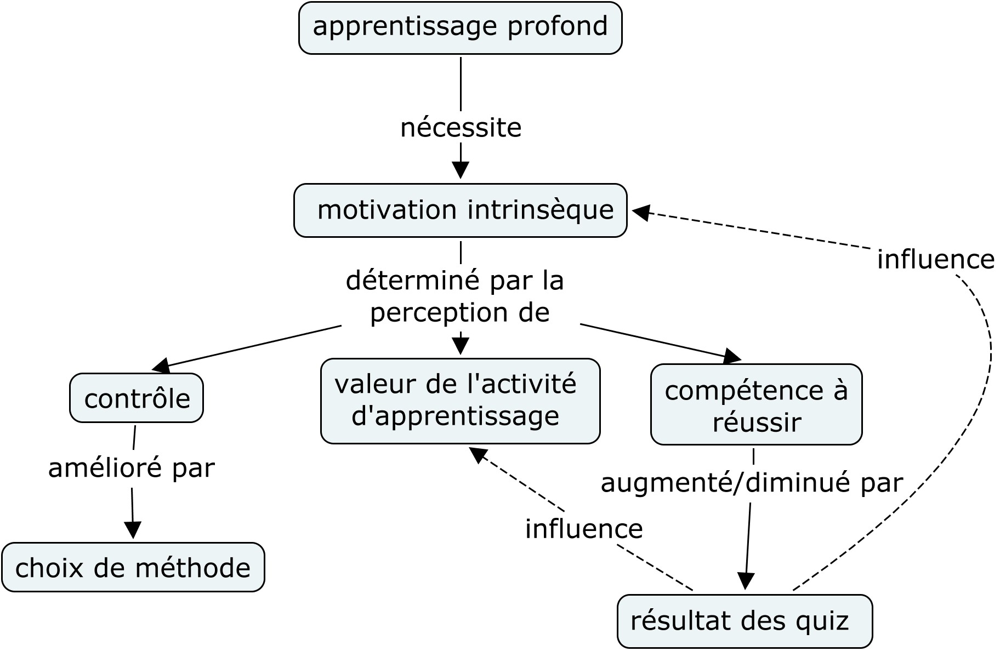 apprentissage profond
nécessite
motivation intrinsèque
influence
déterminé par la
perception de
contrôle
valeur de l'activité
d'apprentissage
compétence à
réussir
amélioré par
augmenté/diminué par
influence
choix de méthode
résultat des quiz